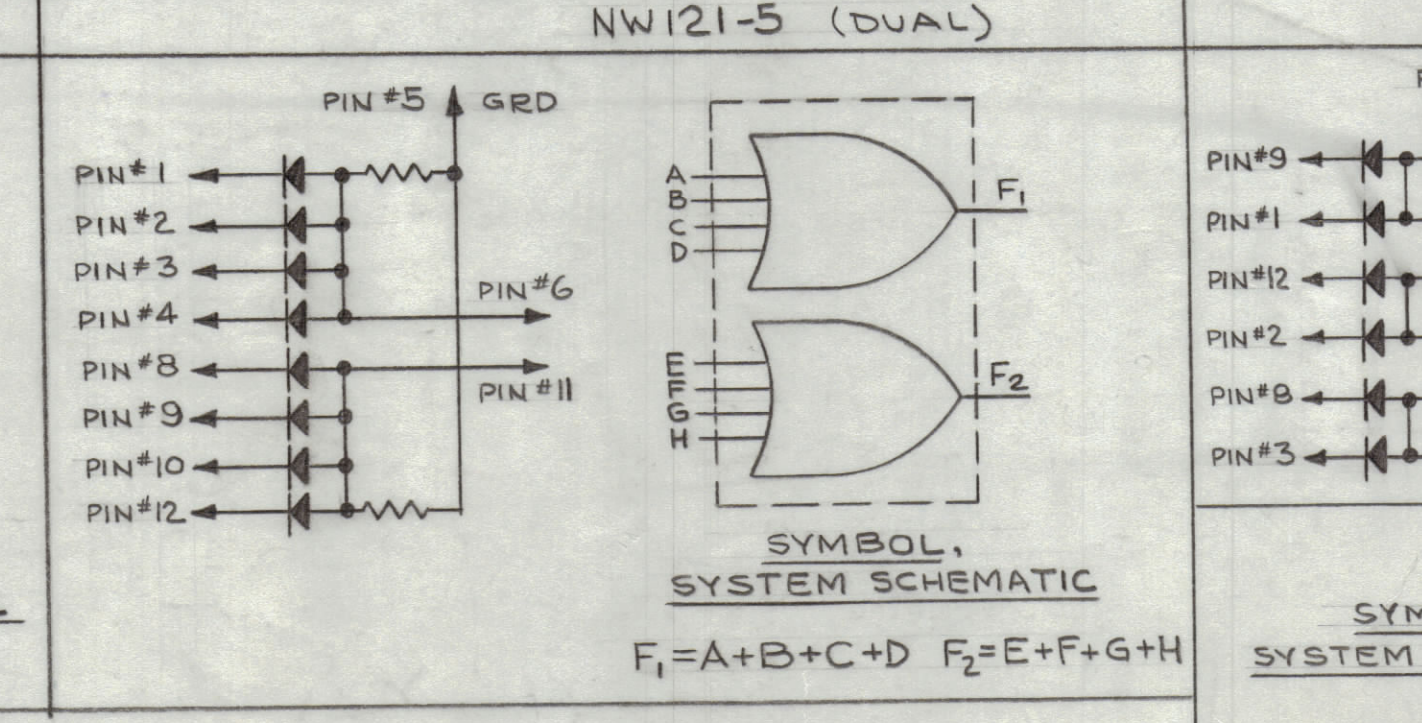 NW121-5 (DUAL)
PIN #5 GRD
PIN #1
PIN #2
PIN #3
PIN #4
PIN #8
PIN #9
PIN #10
PIN #12
PIN #6
PIN #11
A
B
C
D
F₁
E
F
G
H
F₂
SYMBOL,
SYSTEM SCHEMATIC
F₁=A+B+C+D F₂=E+F+G+H
PIN #9
PIN #1
PIN #12
PIN #2
PIN #8
PIN #3
SYM
SYSTEM